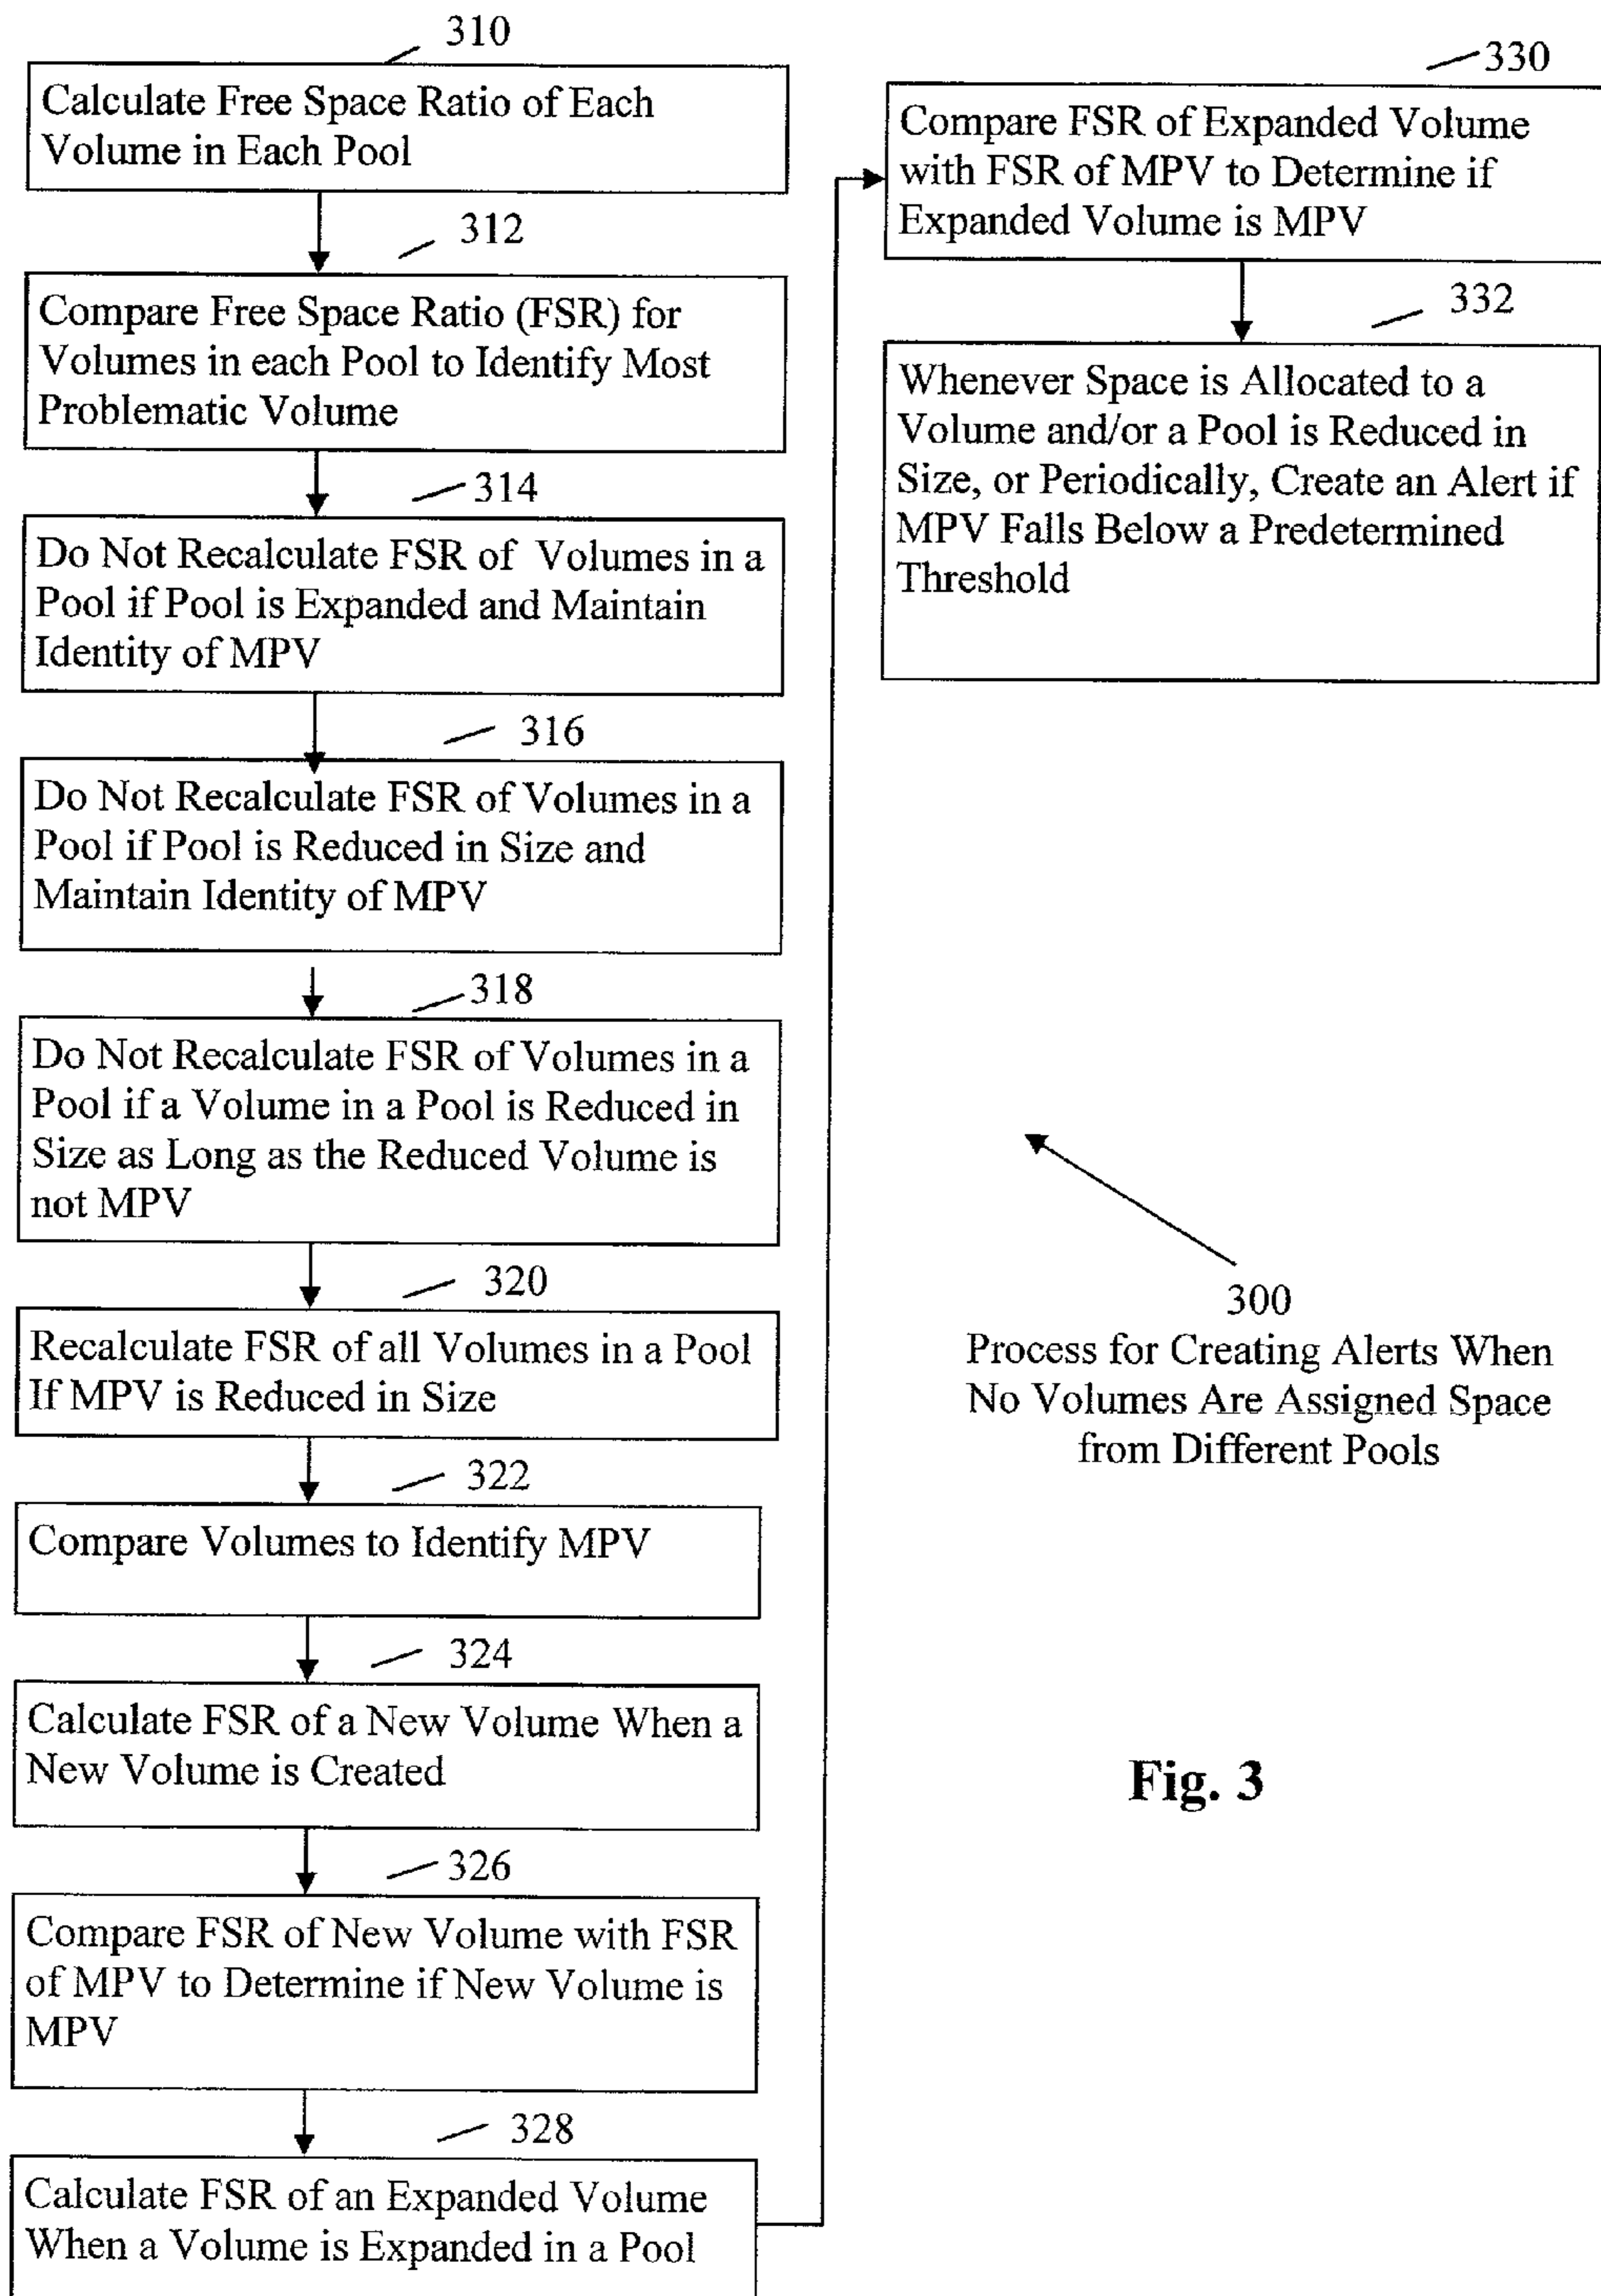 310
Calculate Free Space Ratio of Each
Volume in Each Pool
312
Compare Free Space Ratio (FSR) for
Volumes in each Pool to Identify Most
Problematic Volume
314
Do Not Recalculate FSR of Volumes in a
Pool if Pool is Expanded and Maintain
Identity of MPV
316
Do Not Recalculate FSR of Volumes in a
Pool if Pool is Reduced in Size and
Maintain Identity of MPV
318
Do Not Recalculate FSR of Volumes in a
Pool if a Volume in a Pool is Reduced in
Size as Long as the Reduced Volume is
not MPV
320
Recalculate FSR of all Volumes in a Pool
If MPV is Reduced in Size
322
Compare Volumes to Identify MPV
324
Calculate FSR of a New Volume When a
New Volume is Created
326
Compare FSR of New Volume with FSR
of MPV to Determine if New Volume is
MPV
328
Calculate FSR of an Expanded Volume
When a Volume is Expanded in a Pool
330
Compare FSR of Expanded Volume
with FSR of MPV to Determine if
Expanded Volume is MPV
332
Whenever Space is Allocated to a
Volume and/or a Pool is Reduced in
Size, or Periodically, Create an Alert if
MPV Falls Below a Predetermined
Threshold
300
Process for Creating Alerts When
No Volumes Are Assigned Space
from Different Pools
Fig. 3